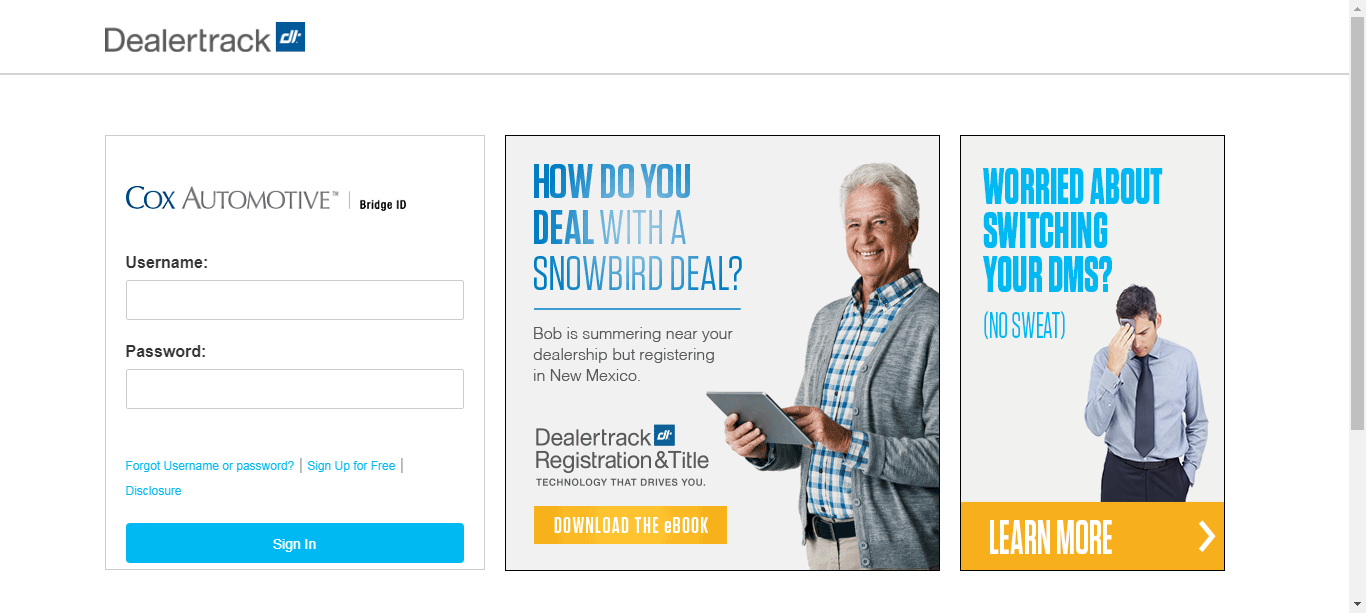 Dealertrack dt
COX AUTOMOTIVE™ | Bridge ID
Username:
Password:
Forgot Username or password? | Sign Up for Free |
Disclosure
Sign In
HOW DO YOU
DEAL WITH A
SNOWBIRD DEAL?
Bob is summering near your
dealership but registering
in New Mexico.
Dealertrack dt
Registration & Title
TECHNOLOGY THAT DRIVES YOU.
DOWNLOAD THE eBOOK
WORRIED ABOUT
SWITCHING
YOUR DMS?
(NO SWEAT)
LEARN MORE